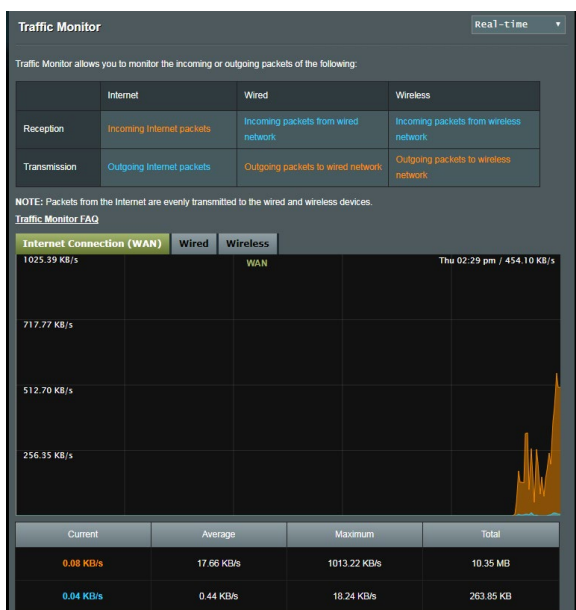 Traffic Monitor
Real-time
Traffic Monitor allows you to monitor the incoming or outgoing packets of the following:
Internet Wired Wireless
Reception Incoming Internet packets Incoming packets from wired network Incoming packets from wireless network
Transmission Outgoing Internet packets Outgoing packets to wired network Outgoing packets to wireless network
NOTE: Packets from the Internet are evenly transmitted to the wired and wireless devices.
Traffic Monitor FAQ
Internet Connection (WAN) Wired Wireless
1025.39 KB/s WAN Thu 02:29 pm / 454.10 KB/s
717.77 KB/s
512.70 KB/s
256.35 KB/s
Current Average Maximum Total
0.08 KB/s 17.66 KB/s 1013.22 KB/s 10.35 MB
0.04 KB/s 0.44 KB/s 18.24 KB/s 263.85 KB